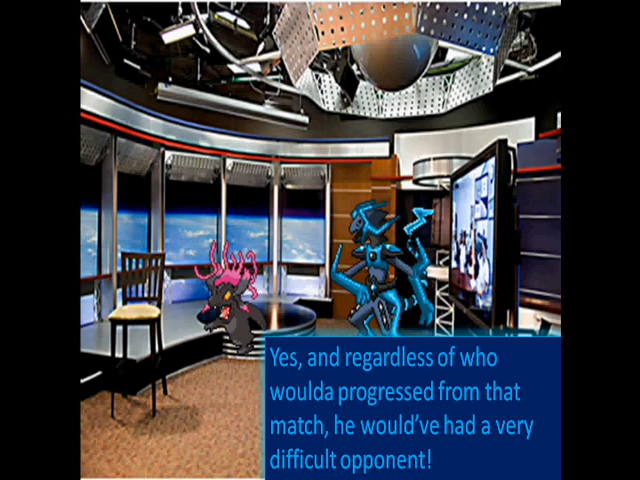 Yes, and regardless of who
woulda progressed from that
match, he would've had a very
difficult opponent!